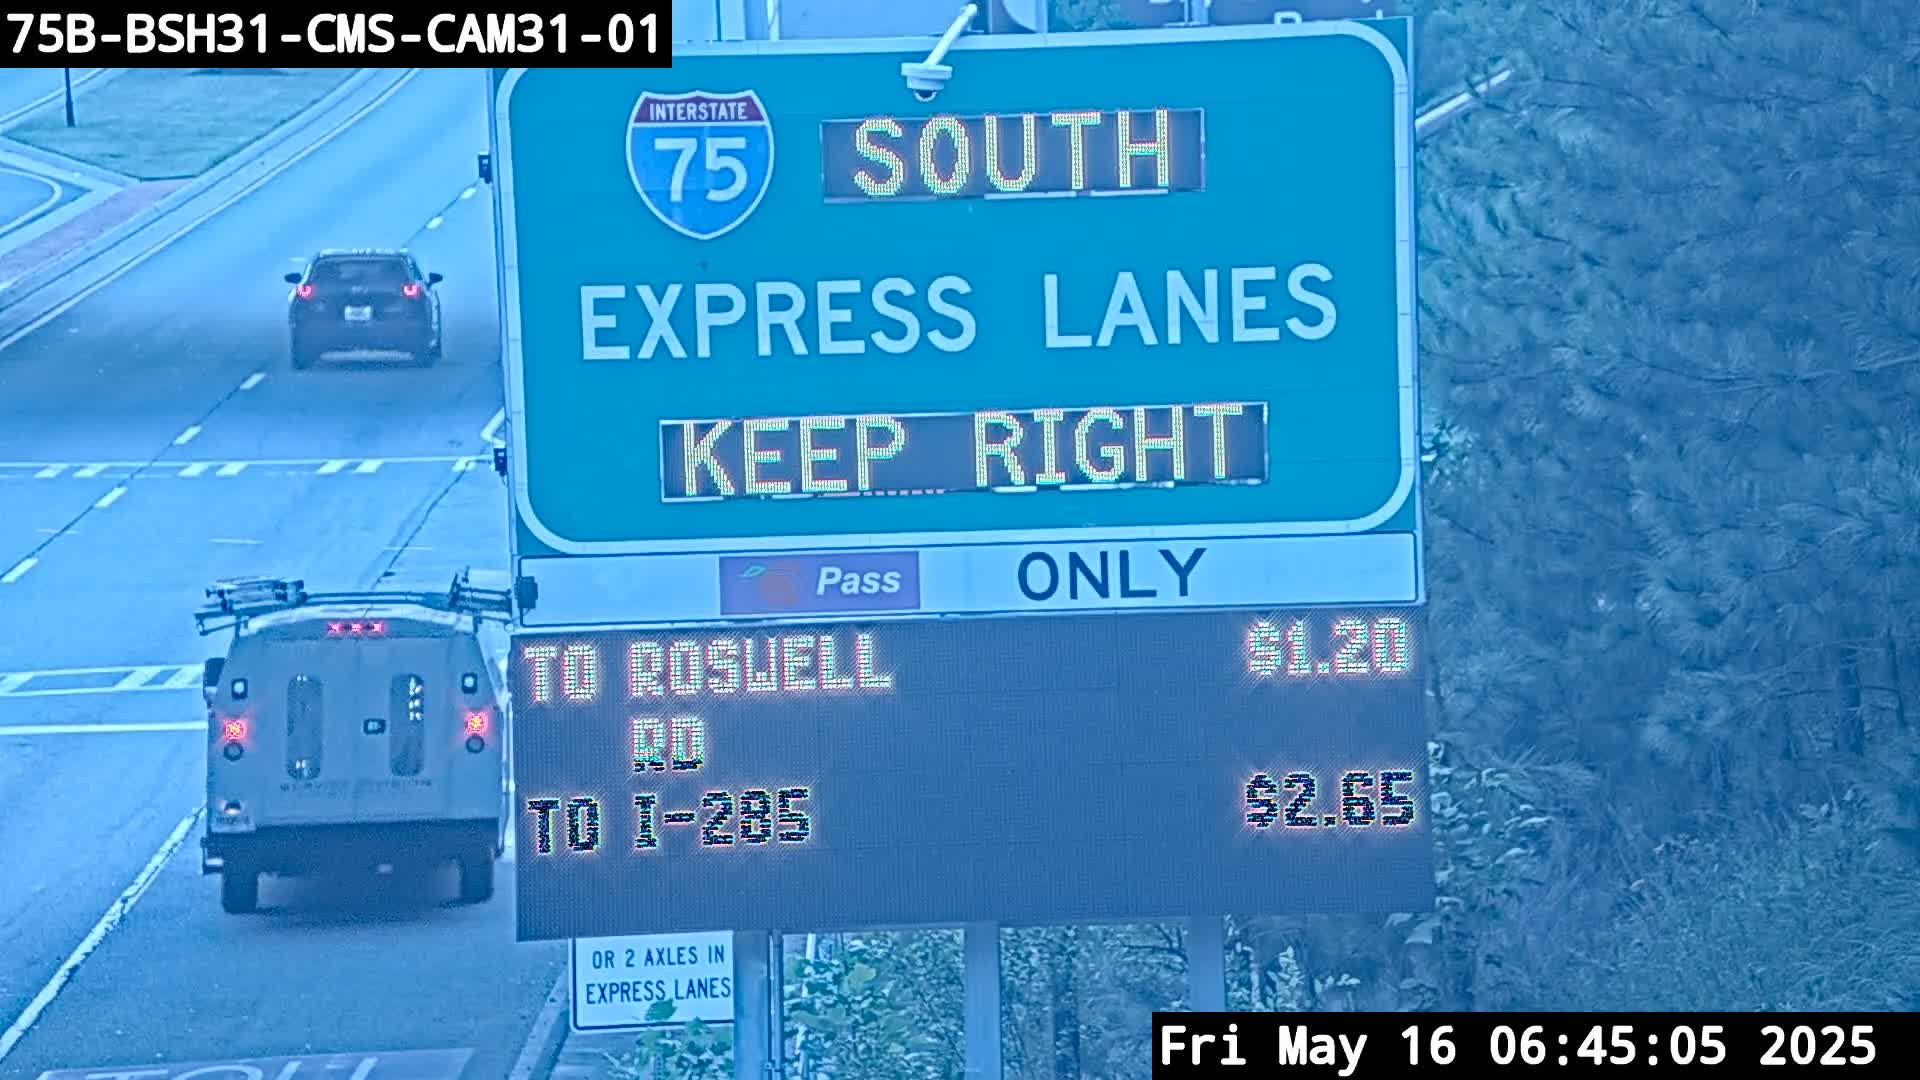 75B-BSH31-CMS-CAM31-01
INTERSTATE
75
SOUTH
EXPRESS LANES
KEEP RIGHT
Pass ONLY
TO ROSWELL $1.20
RD
TO I-285 $2.65
OR 2 AXLES IN
EXPRESS LANES
TOLL
Fri May 16 06:45:05 2025